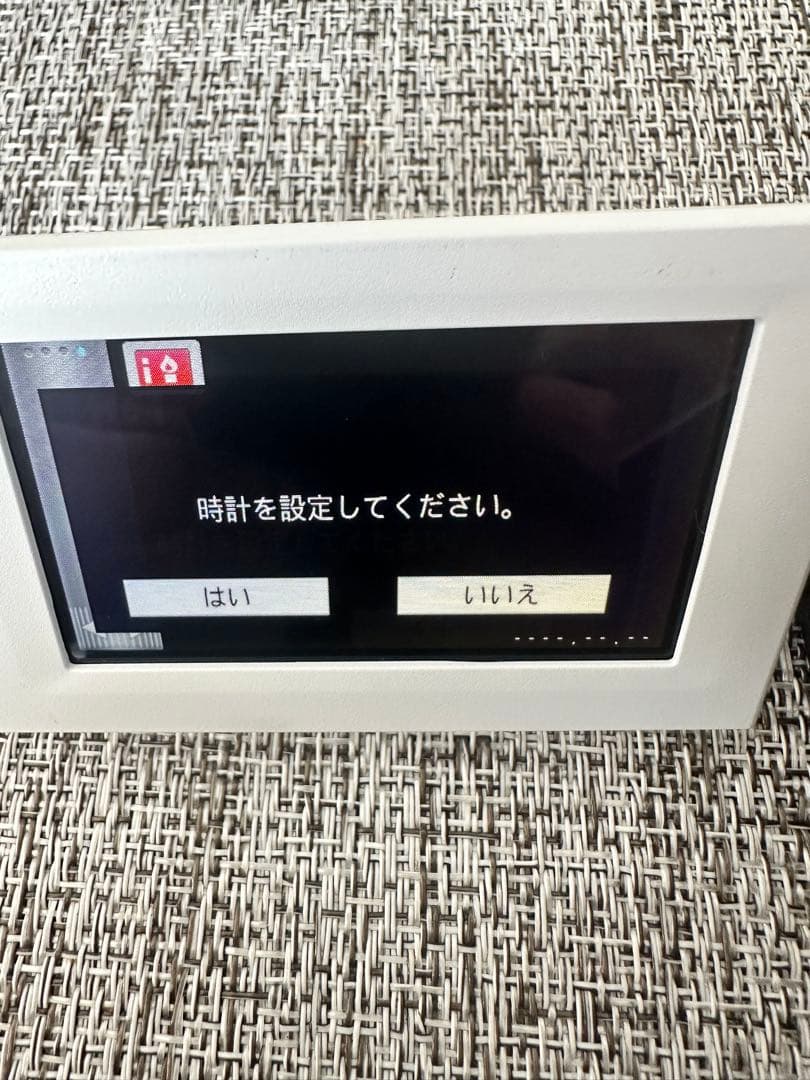 時計を設定してください。
はい
いいえ
----.--.--